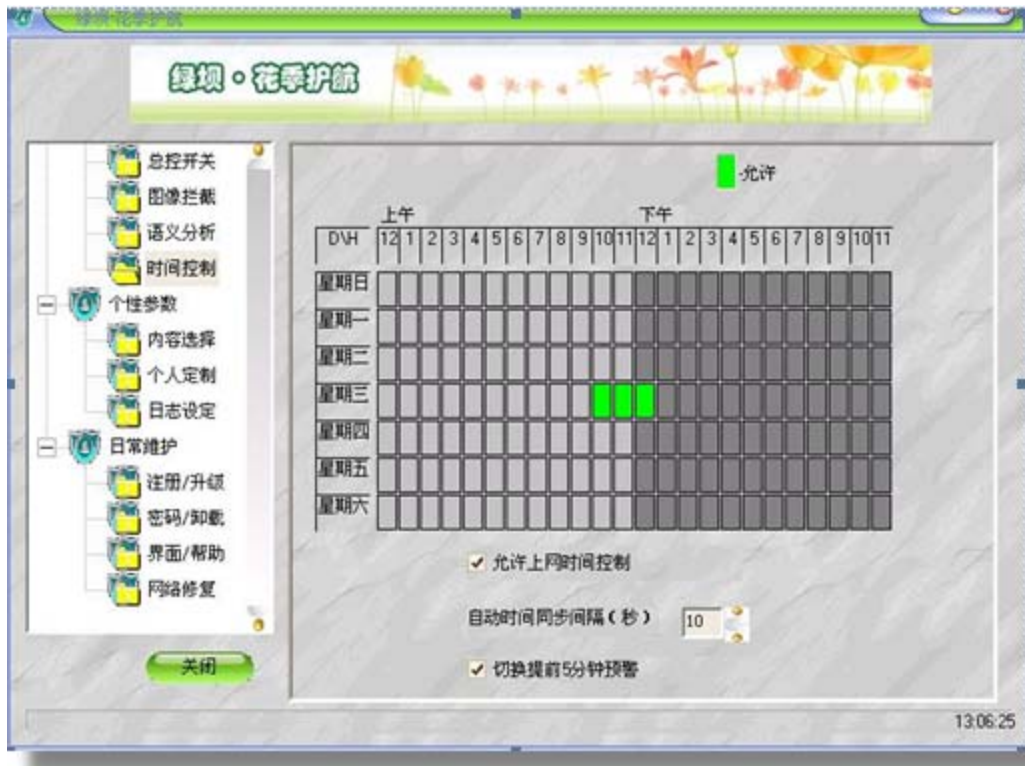 绿坝·花季护航
绿坝·花季护航
总控开关
图像拦截
语义分析
时间控制
个性参数
内容选择
个人定制
日志设定
日常维护
注册/升级
密码/卸载
界面/帮助
网络修复
关闭
-允许
上午 下午
D\H 12 1 2 3 4 5 6 7 8 9 10 11 12 1 2 3 4 5 6 7 8 9 10 11
星期日
星期一
星期二
星期三
星期四
星期五
星期六
允许上网时间控制
自动时间同步间隔(秒) 10
切换提前5分钟预警
13:06:25